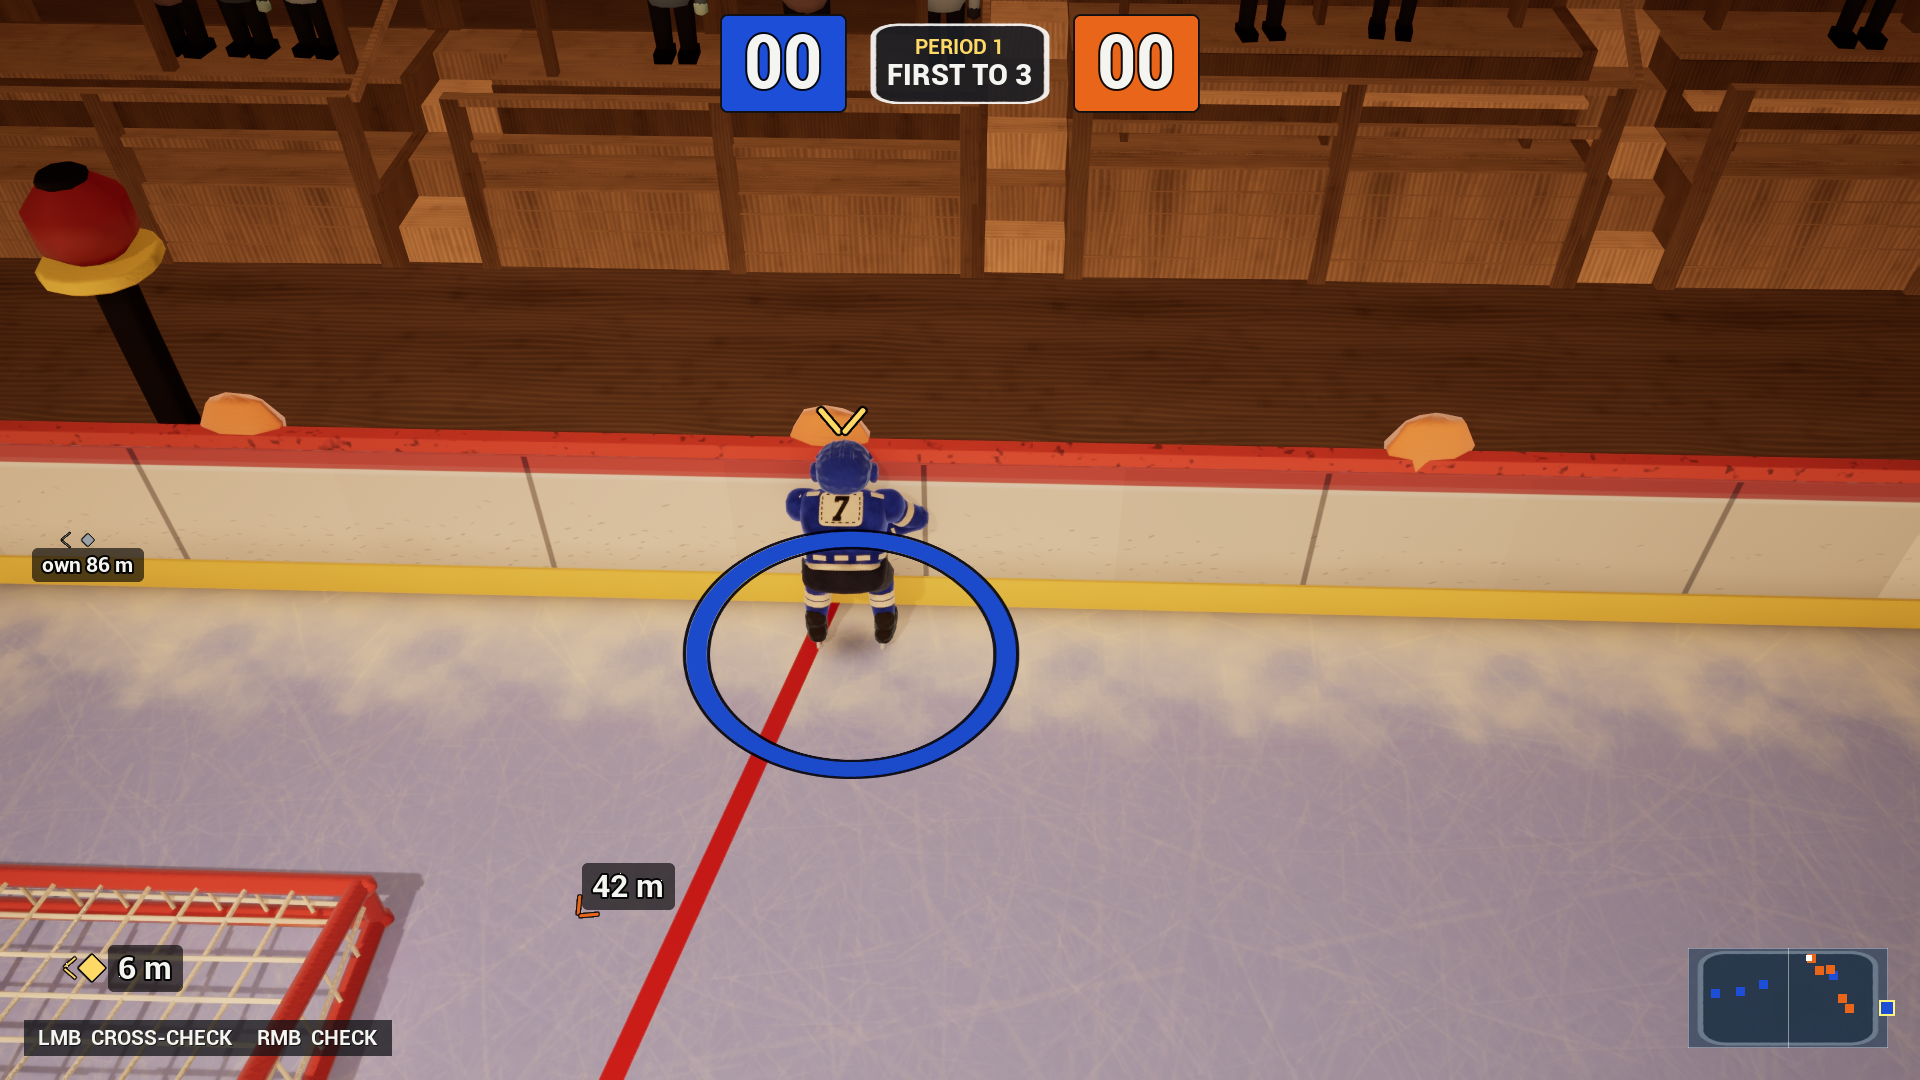 00
PERIOD 1
FIRST TO 3
00
7
own 86 m
42 m
6 m
LMB CROSS-CHECK RMB CHECK